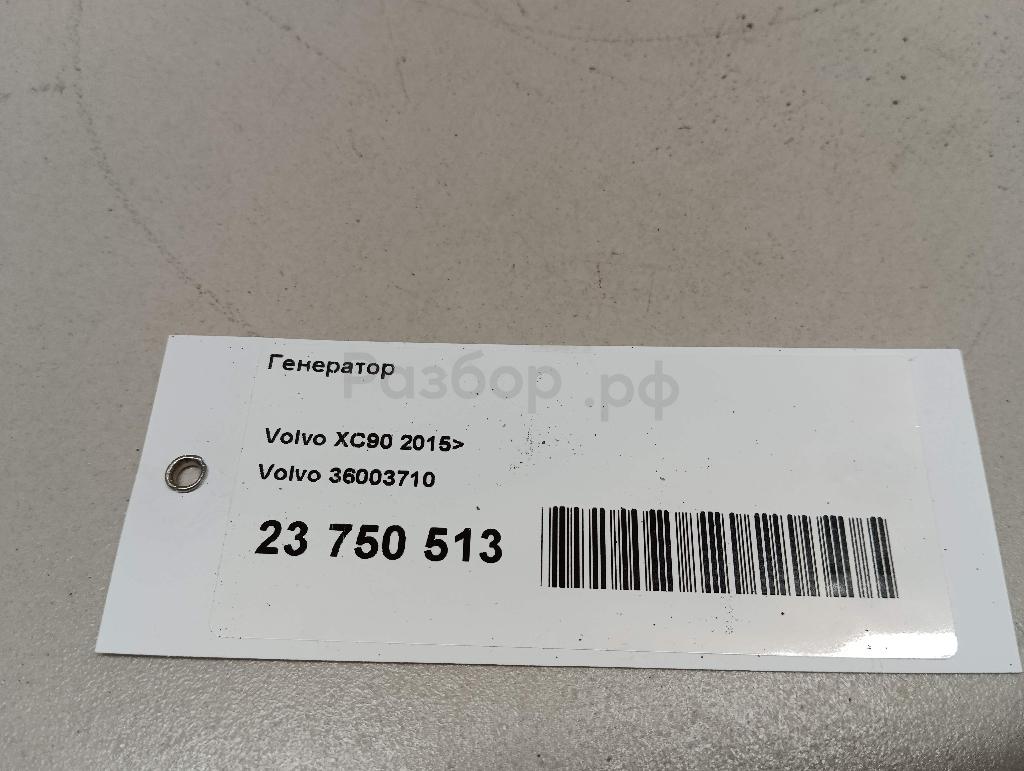 Генератор
Разбор.рф
Volvo XC90 2015>
Volvo 36003710
23 750 513